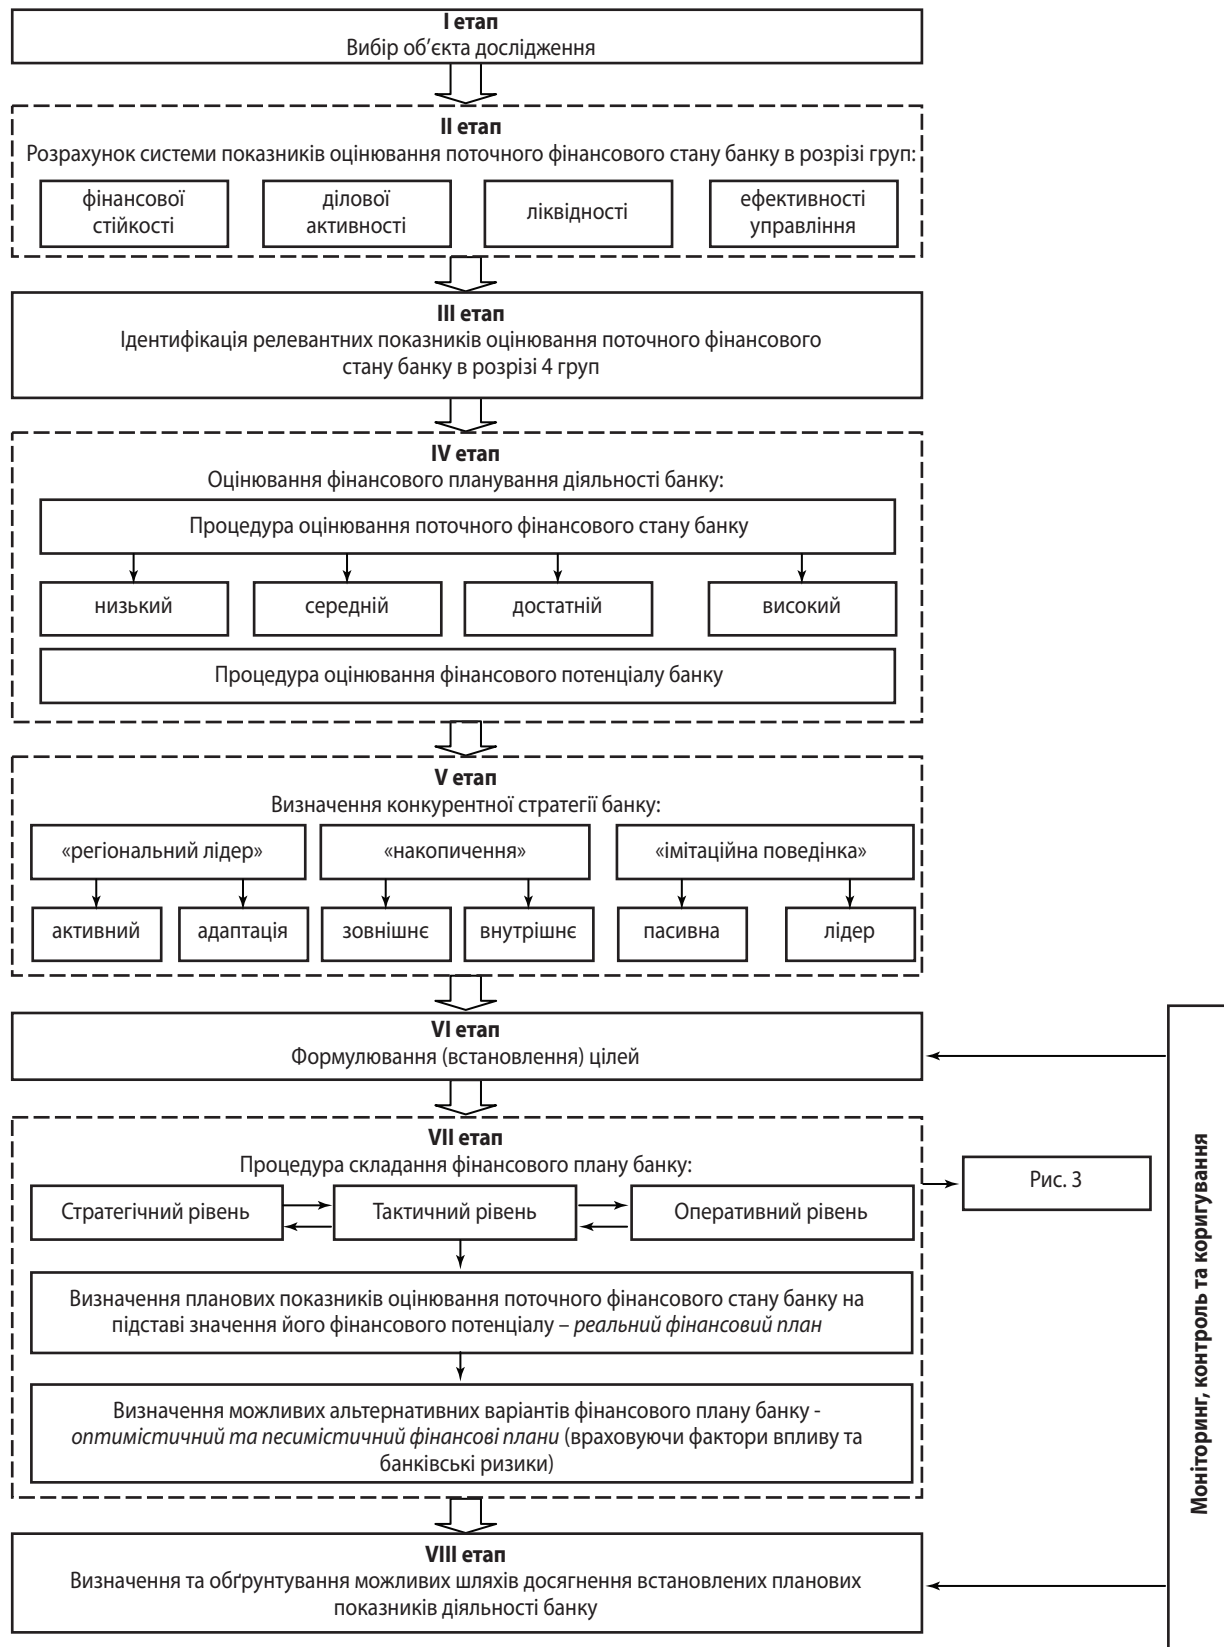 I етап
Вибір об’єкта дослідження
II етап
Розрахунок системи показників оцінювання поточного фінансового стану банку в розрізі груп:
фінансової
стійкості
ділової
активності
ліквідності
ефективності
управління
III етап
Ідентифікація релевантних показників оцінювання поточного фінансового
стану банку в розрізі 4 груп
IV етап
Оцінювання фінансового планування діяльності банку:
Процедура оцінювання поточного фінансового стану банку
низький
середній
достатній
високий
Процедура оцінювання фінансового потенціалу банку
V етап
Визначення конкурентної стратегії банку:
«регіональний лідер»
«накопичення»
«імітаційна поведінка»
активний
адаптація
зовнішнє
внутрішнє
пасивна
лідер
VI етап
Формулювання (встановлення) цілей
VII етап
Процедура складання фінансового плану банку:
Стратегічний рівень
Тактичний рівень
Оперативний рівень
Рис. 3
Визначення планових показників оцінювання поточного фінансового стану банку на
підставі значення його фінансового потенціалу – реальний фінансовий план
Визначення можливих альтернативних варіантів фінансового плану банку -
оптимістичний та песимістичний фінансові плани (враховуючи фактори впливу та
банківські ризики)
VIII етап
Визначення та обґрунтування можливих шляхів досягнення встановлених планових
показників діяльності банку
Моніторинг, контроль та коригування